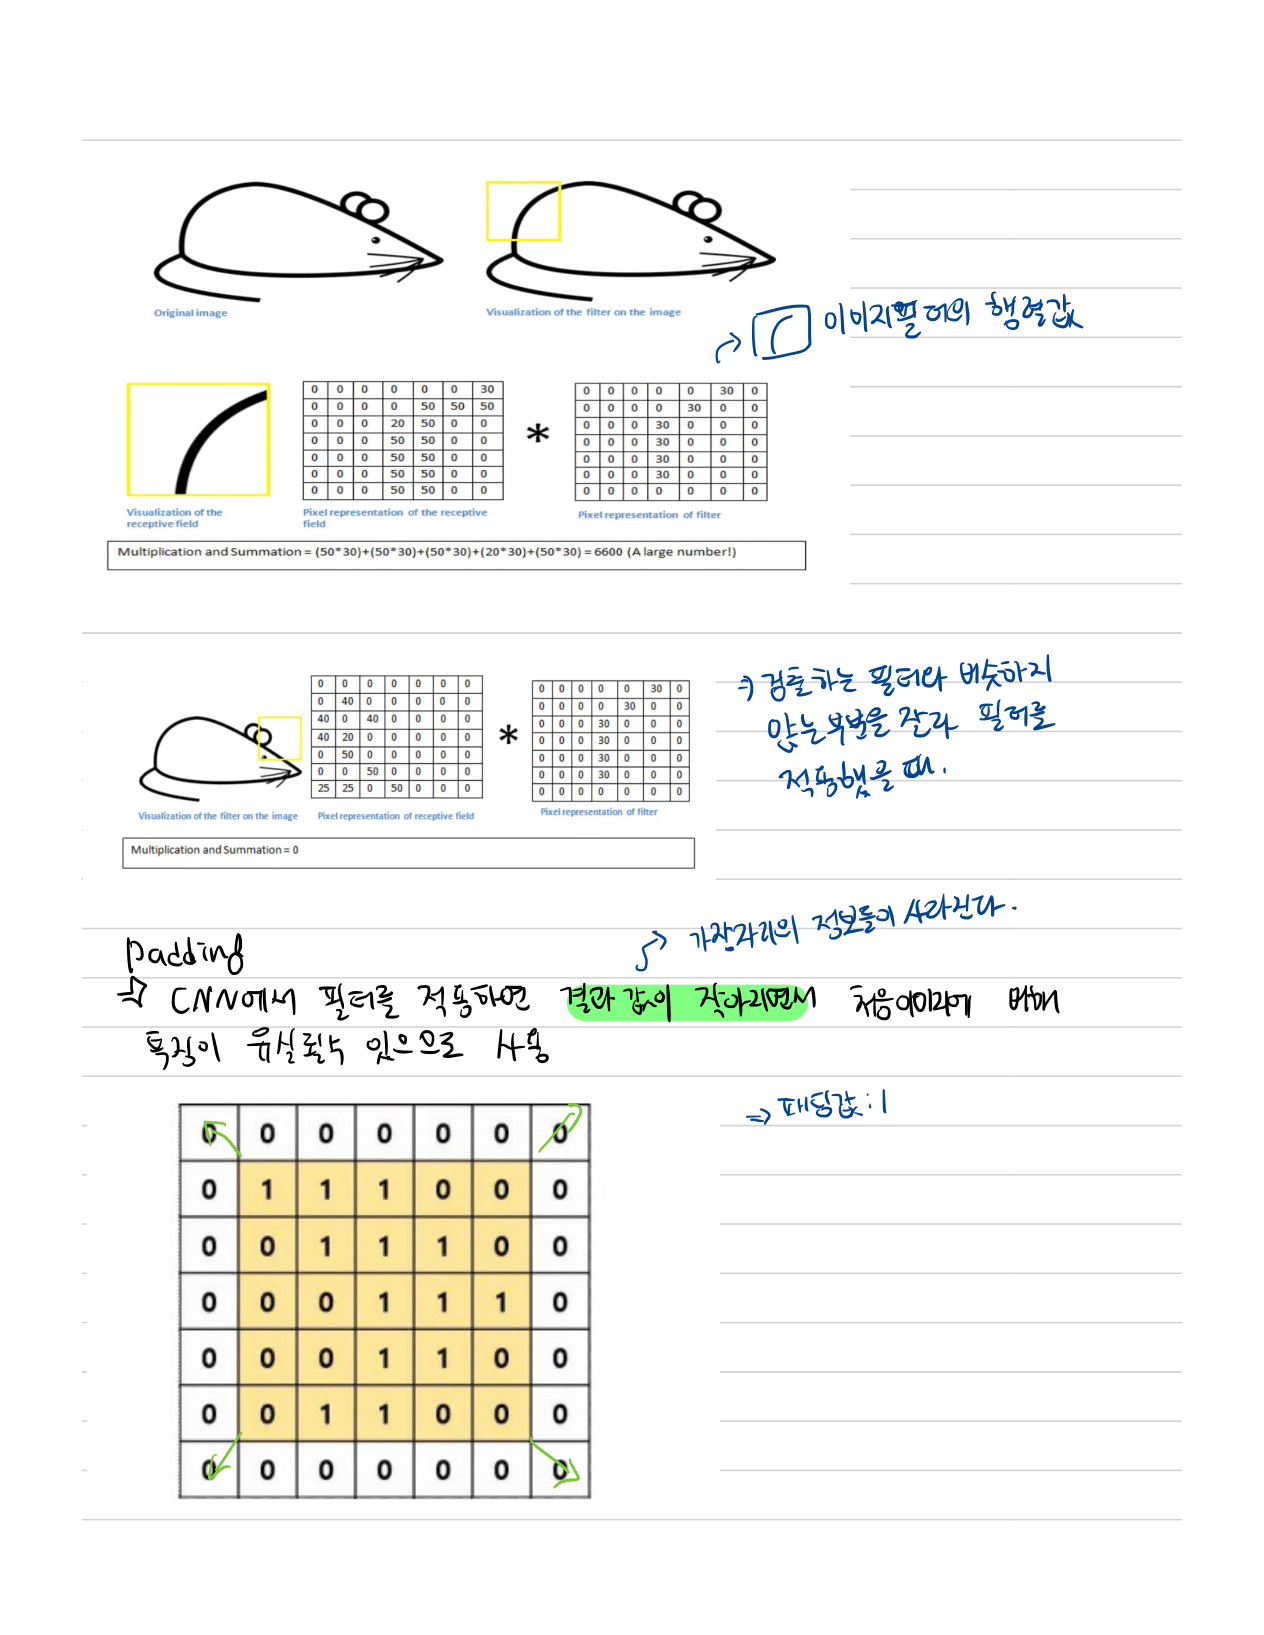 Original image
Visualization of the filter on the image
이미지필터의 행렬값
0 0 0 0 0 0 30
0 0 0 0 50 50 50
0 0 0 20 50 0 0
0 0 0 50 50 0 0
0 0 0 50 50 0 0
0 0 0 50 50 0 0
0 0 0 50 50 0 0
*
0 0 0 0 0 30 0
0 0 0 0 30 0 0
0 0 0 30 0 0 0
0 0 0 30 0 0 0
0 0 0 30 0 0 0
0 0 0 30 0 0 0
0 0 0 0 0 0 0
Visualization of the
receptive field
Pixel representation of the receptive
field
Pixel representation of filter
Multiplication and Summation = (50*30)+(50*30)+(50*30)+(20*30)+(50*30) = 6600 (A large number!)
0 0 0 0 0 0 0
0 40 0 0 0 0 0
40 0 40 0 0 0 0
40 20 0 0 0 0 0
0 50 0 0 0 0 0
0 0 50 0 0 0 0
25 25 0 50 0 0 0
*
0 0 0 0 0 30 0
0 0 0 0 30 0 0
0 0 0 30 0 0 0
0 0 0 30 0 0 0
0 0 0 30 0 0 0
0 0 0 30 0 0 0
0 0 0 0 0 0 0
Visualization of the filter on the image
Pixel representation of receptive field
Pixel representation of filter
Multiplication and Summation = 0
⇒ 검출하는 필터와 비슷하지
않는 부분을 잘라 필터를
적용했을 때.
가장자리의 정보들이 사라진다.
padding
⇒ CNN에서 필터를 적용하면 결과 값이 작아지면서 처음이미지에 비해
특징이 유실될수 있으므로 사용
⇒ 패딩값 : 1
0 0 0 0 0 0 0
0 1 1 1 0 0 0
0 0 1 1 1 0 0
0 0 0 1 1 1 0
0 0 0 1 1 0 0
0 0 1 1 0 0 0
0 0 0 0 0 0 0